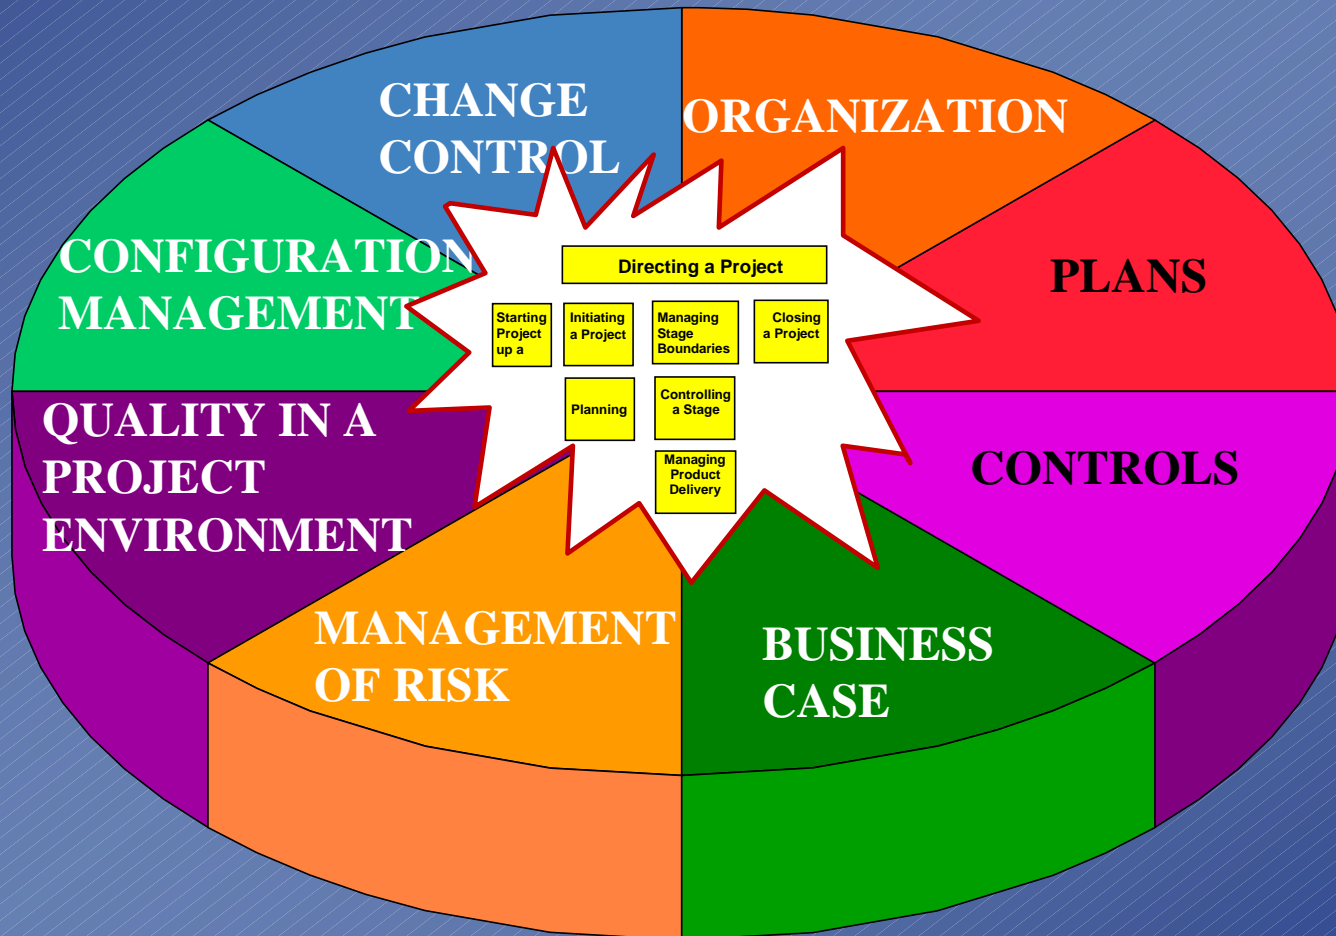 CHANGE
CONTROL
ORGANIZATION
CONFIGURATION
MANAGEMENT
PLANS
Directing a Project
Starting
Project
up a
Initiating
a Project
Managing
Stage
Boundaries
Closing
a Project
Planning
Controlling
a Stage
Managing
Product
Delivery
QUALITY IN A
PROJECT
ENVIRONMENT
CONTROLS
MANAGEMENT
OF RISK
BUSINESS
CASE